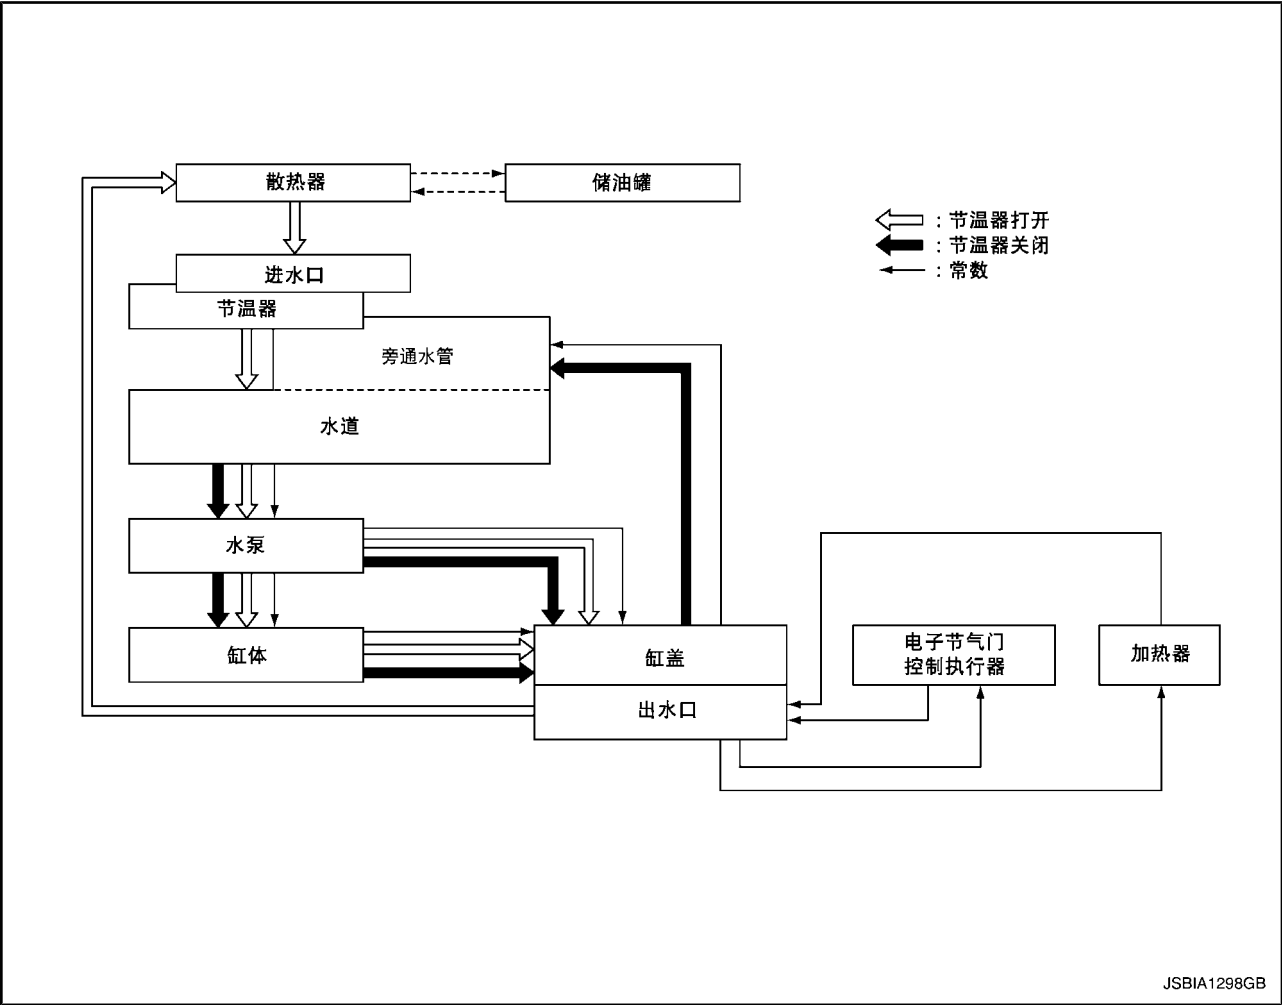 散热器
储油罐
：节温器打开
：节温器关闭
：常数
进水口
节温器
旁通水管
水道
水泵
缸体
缸盖
电子节气门
控制执行器
加热器
出水口
JSBIA1298GB